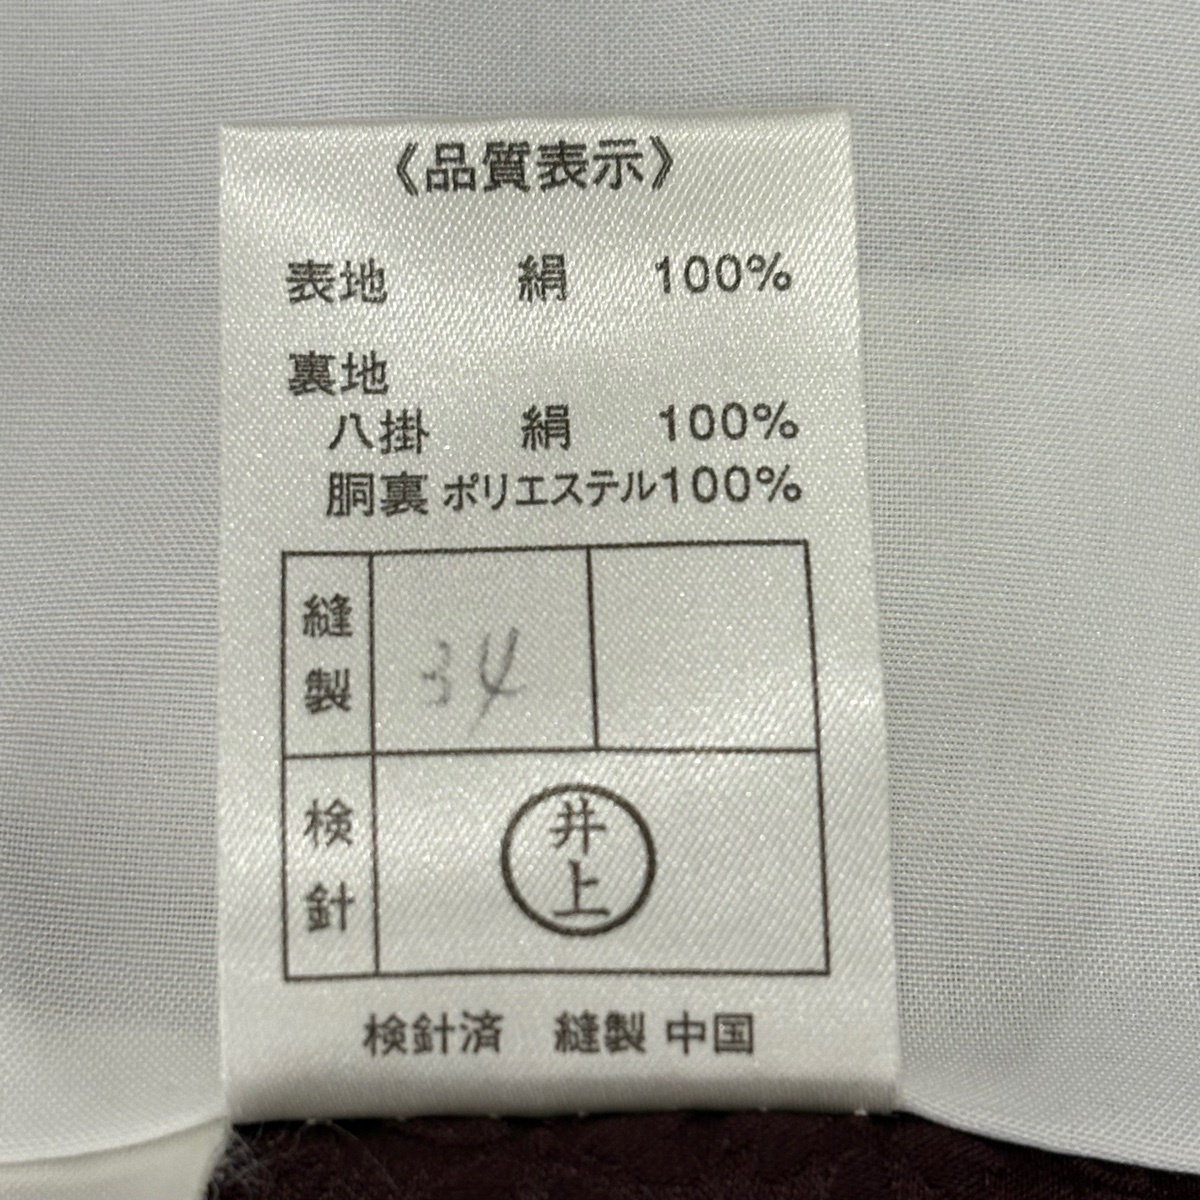 《品質表示》
表地 絹 100%
裏地
八掛 絹 100%
胴裏 ポリエステル100%
縫製 34
検針 井上
検針済 縫製 中国